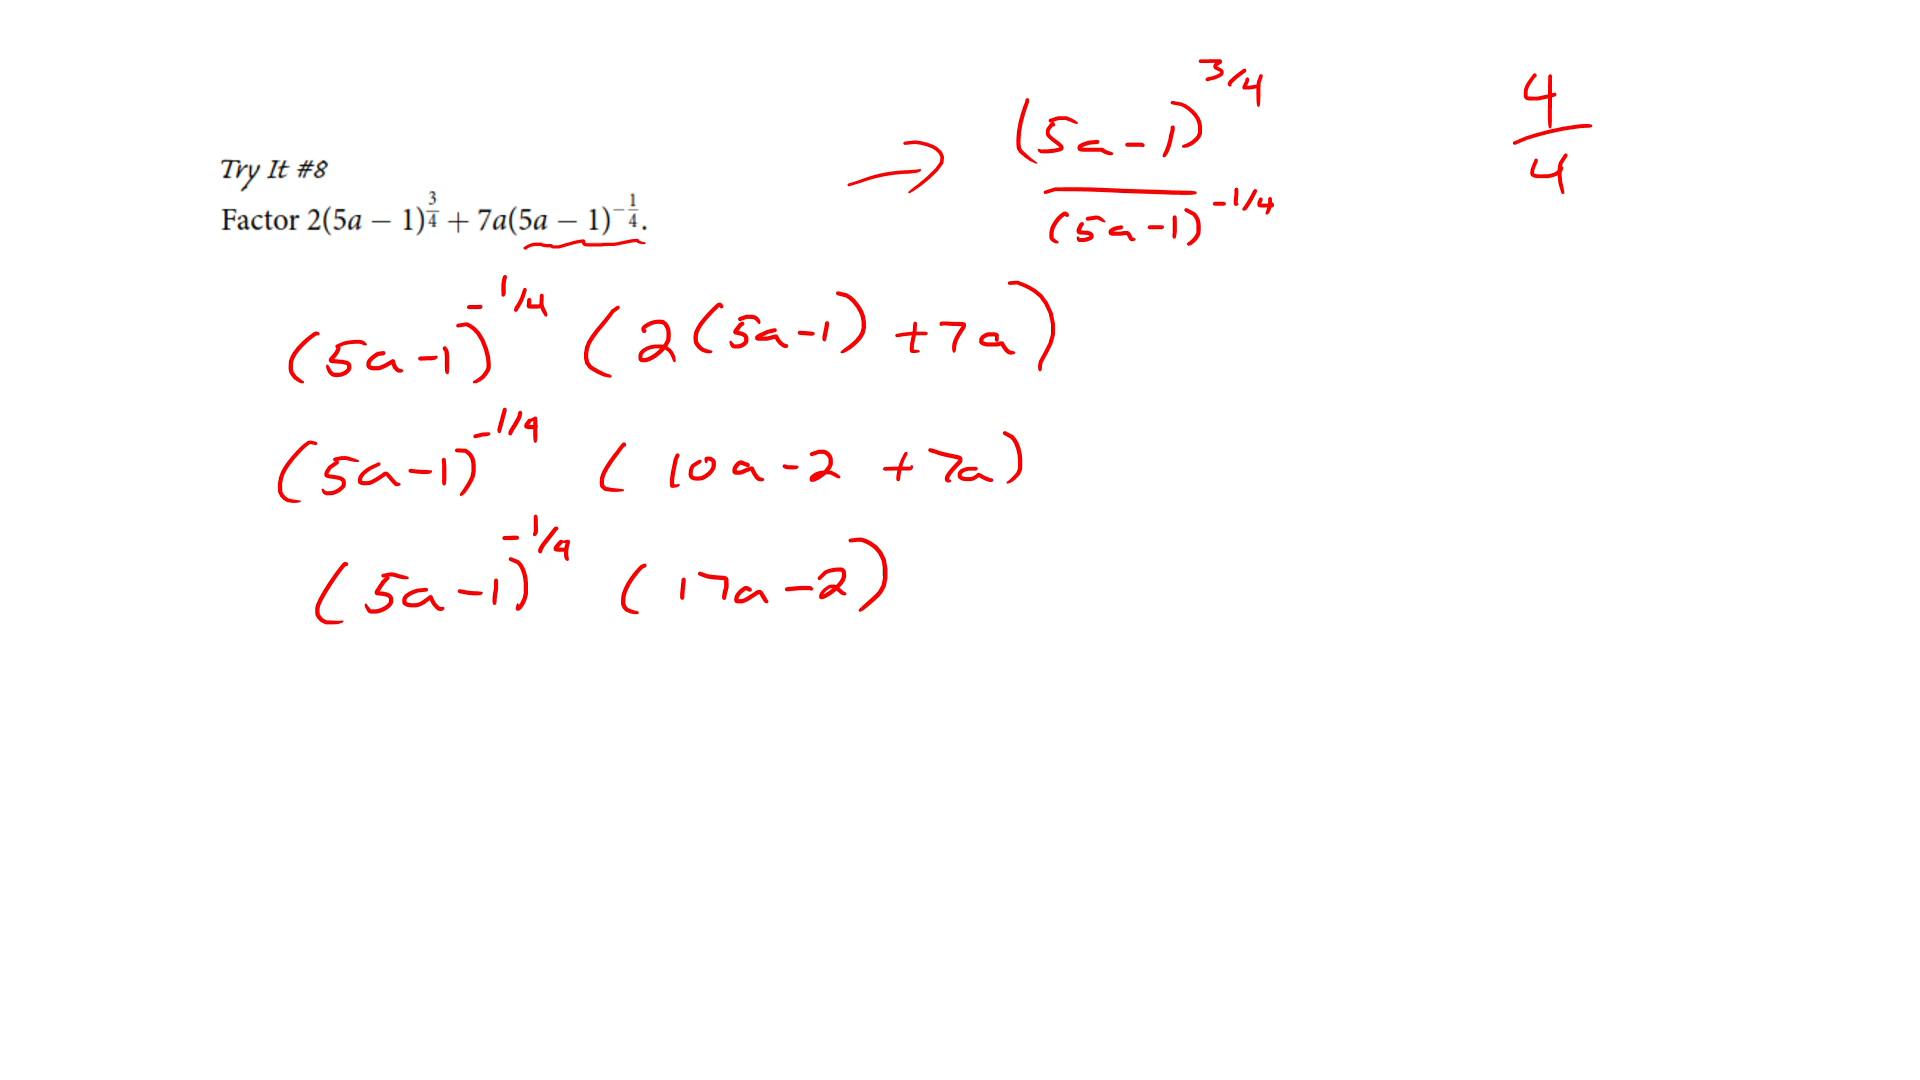 Try It #8
Factor 2(5a − 1)^{3/4} + 7a(5a − 1)^{−1/4}.
→ (5a-1)^{3/4}
(5a-1)^{-1/4}
4
4
(5a-1)^{-1/4} (2(5a-1)+7a)
(5a-1)^{-1/4} (10a-2 +7a)
(5a-1)^{-1/4} (17a-2)